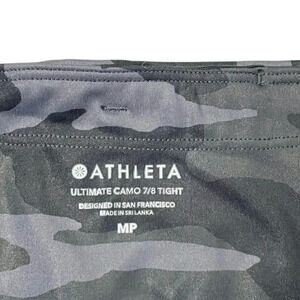 ATHLETA
ULTIMATE CAMO 7/8 TIGHT
DESIGNED IN SAN FRANCISCO
MADE IN SRI LANKA
MP